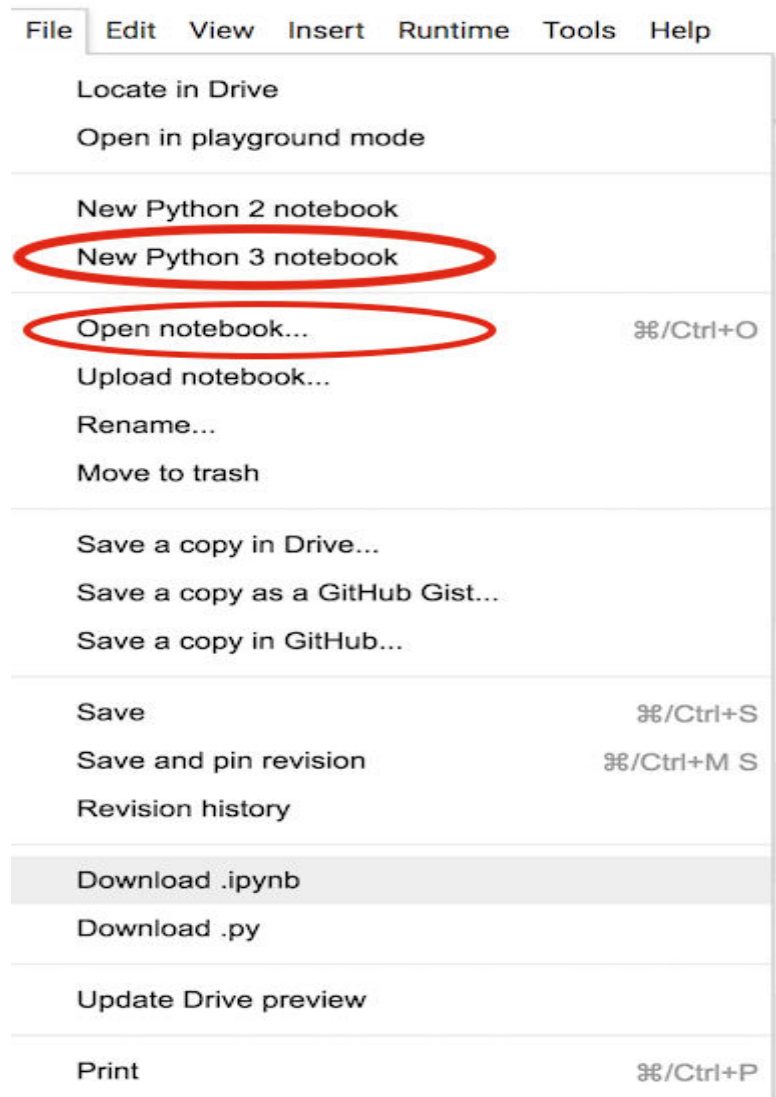 File Edit View Insert Runtime Tools Help
Locate in Drive
Open in playground mode
New Python 2 notebook
New Python 3 notebook
Open notebook... ⌘/Ctrl+O
Upload notebook...
Rename...
Move to trash
Save a copy in Drive...
Save a copy as a GitHub Gist...
Save a copy in GitHub...
Save ⌘/Ctrl+S
Save and pin revision ⌘/Ctrl+M S
Revision history
Download .ipynb
Download .py
Update Drive preview
Print ⌘/Ctrl+P